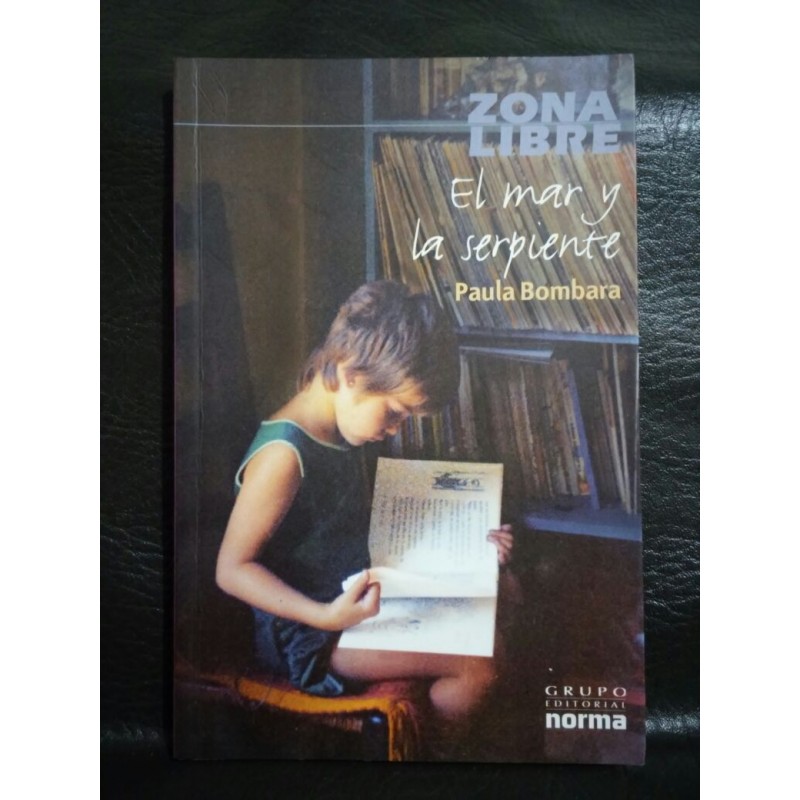 ZONA
LIBRE
El mar y
la serpiente
Paula Bombara
GRUPO
EDITORIAL
norma